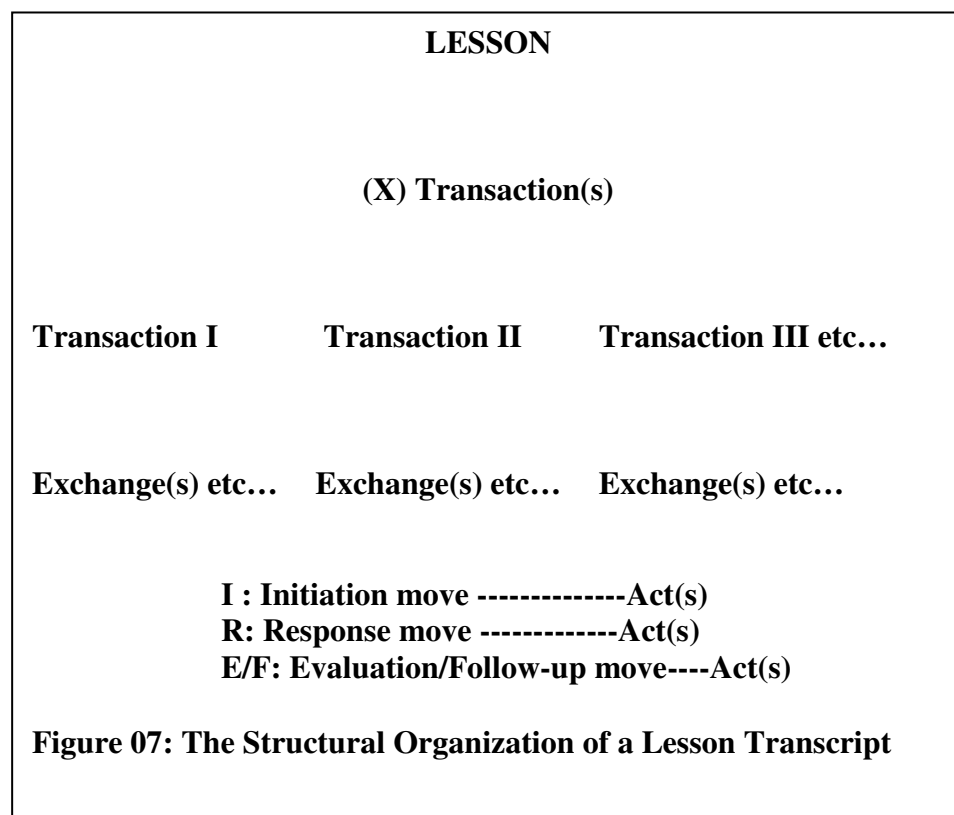 LESSON
(X) Transaction(s)
Transaction I Transaction II Transaction III etc…
Exchange(s) etc… Exchange(s) etc… Exchange(s) etc…
I : Initiation move --------------Act(s)
R: Response move -------------Act(s)
E/F: Evaluation/Follow-up move----Act(s)
Figure 07: The Structural Organization of a Lesson Transcript